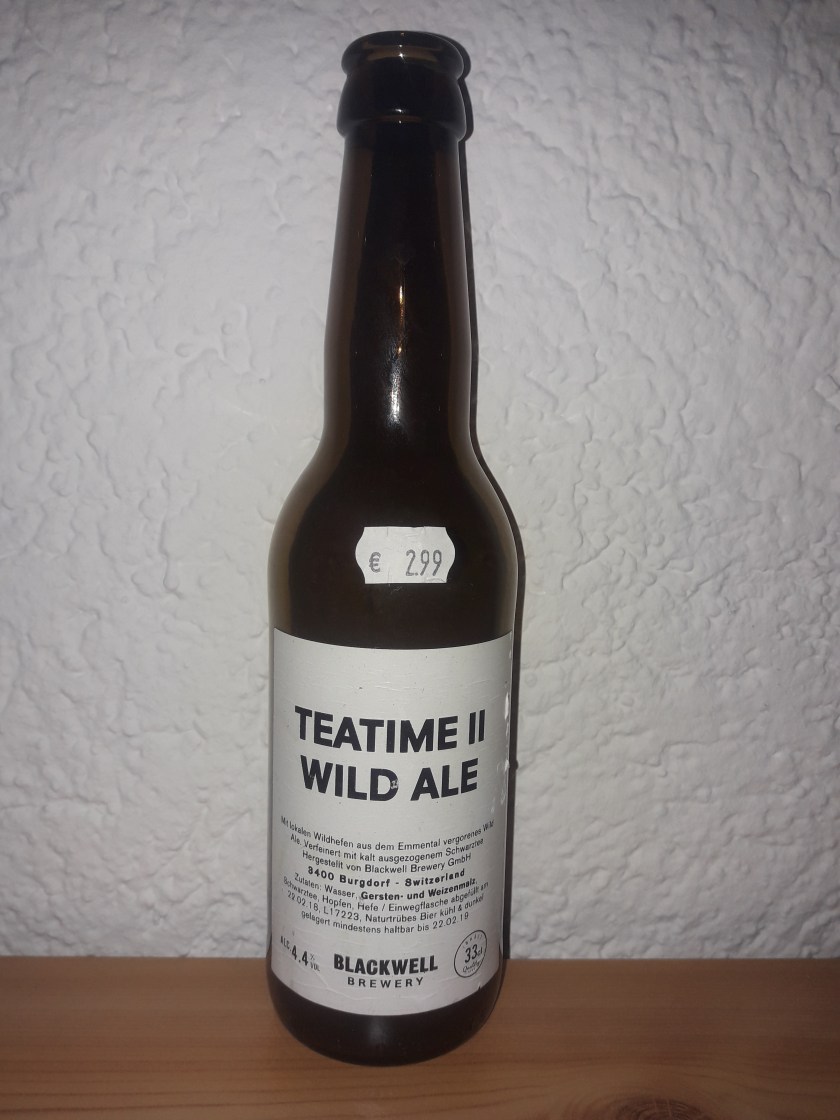 € 2.99
TEATIME II
WILD ALE
Mit lokalen Wildhefen aus dem Emmental vergorenes Wild
Ale. Verfeinert mit kalt ausgezogenem Schwarztee
Hergestellt von Blackwell Brewery GmbH
3400 Burgdorf - Switzerland
Zutaten: Wasser, Gersten- und Weizenmalz,
Schwarztee, Hopfen, Hefe / Einwegflasche abgefüllt am
22.02.18, L17223, Naturtrübes Bier kühl & dunkel
gelagert mindestens haltbar bis 22.02.19
ALC. 4.4 % VOL
BLACKWELL
BREWERY
33cl
Quality